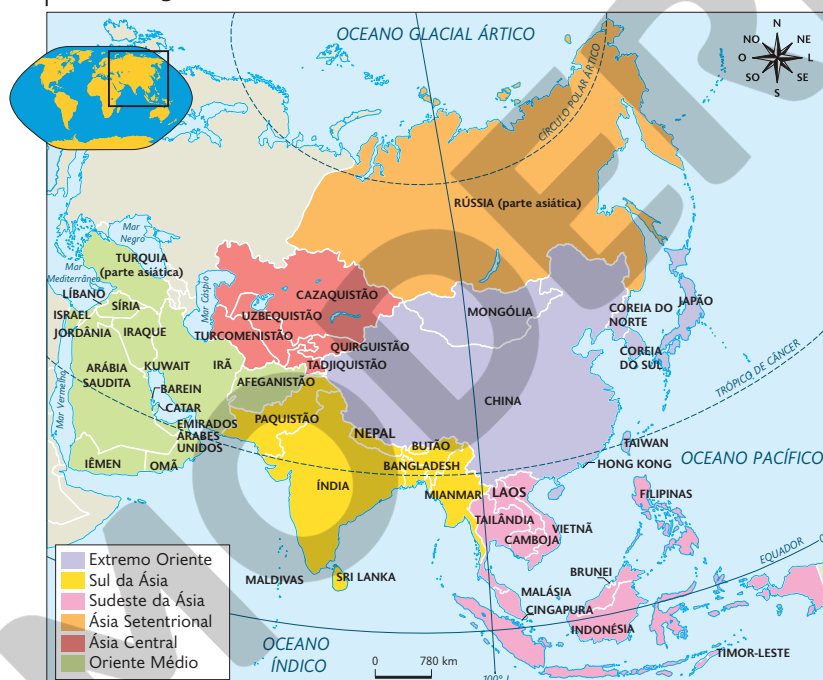 OCEANO GLACIAL ÁRTICO
N
NO
NE
O
L
SO
SE
S
CÍRCULO POLAR ÁRTICO
RÚSSIA (parte asiática)
Mar
Negro
TURQUIA
(parte asiática)
Mar
Mediterrâneo
Mar Cáspio
CAZAQUISTÃO
MONGÓLIA
JAPÃO
LÍBANO
SÍRIA
UZBEQUISTÃO
COREIA DO
NORTE
ISRAEL
JORDÂNIA
IRAQUE
TURCOMENISTÃO
QUIRGUISTÃO
COREIA
DO SUL
KUWAIT
IRÃ
TADJIQUISTÃO
TRÓPICO DE CÂNCER
ARÁBIA
SAUDITA
AFEGANISTÃO
BAREIN
CHINA
Mar Vermelho
CATAR
PAQUISTÃO
EMIRADOS
ÁRABES
UNIDOS
NEPAL
BUTÃO
TAIWAN
OCEANO PACÍFICO
IÊMEN
OMÃ
BANGLADESH
HONG KONG
ÍNDIA
MIANMAR
LAOS
FILIPINAS
TAILÂNDIA
VIETNÃ
CAMBOJA
EQUADOR
Extremo Oriente
Sul da Ásia
Sudeste da Ásia
Ásia Setentrional
Ásia Central
Oriente Médio
MALDIVAS
SRI LANKA
BRUNEI
MALÁSIA
CINGAPURA
INDONÉSIA
OCEANO
ÍNDICO
TIMOR-LESTE
0
780 km
100° L
MODER